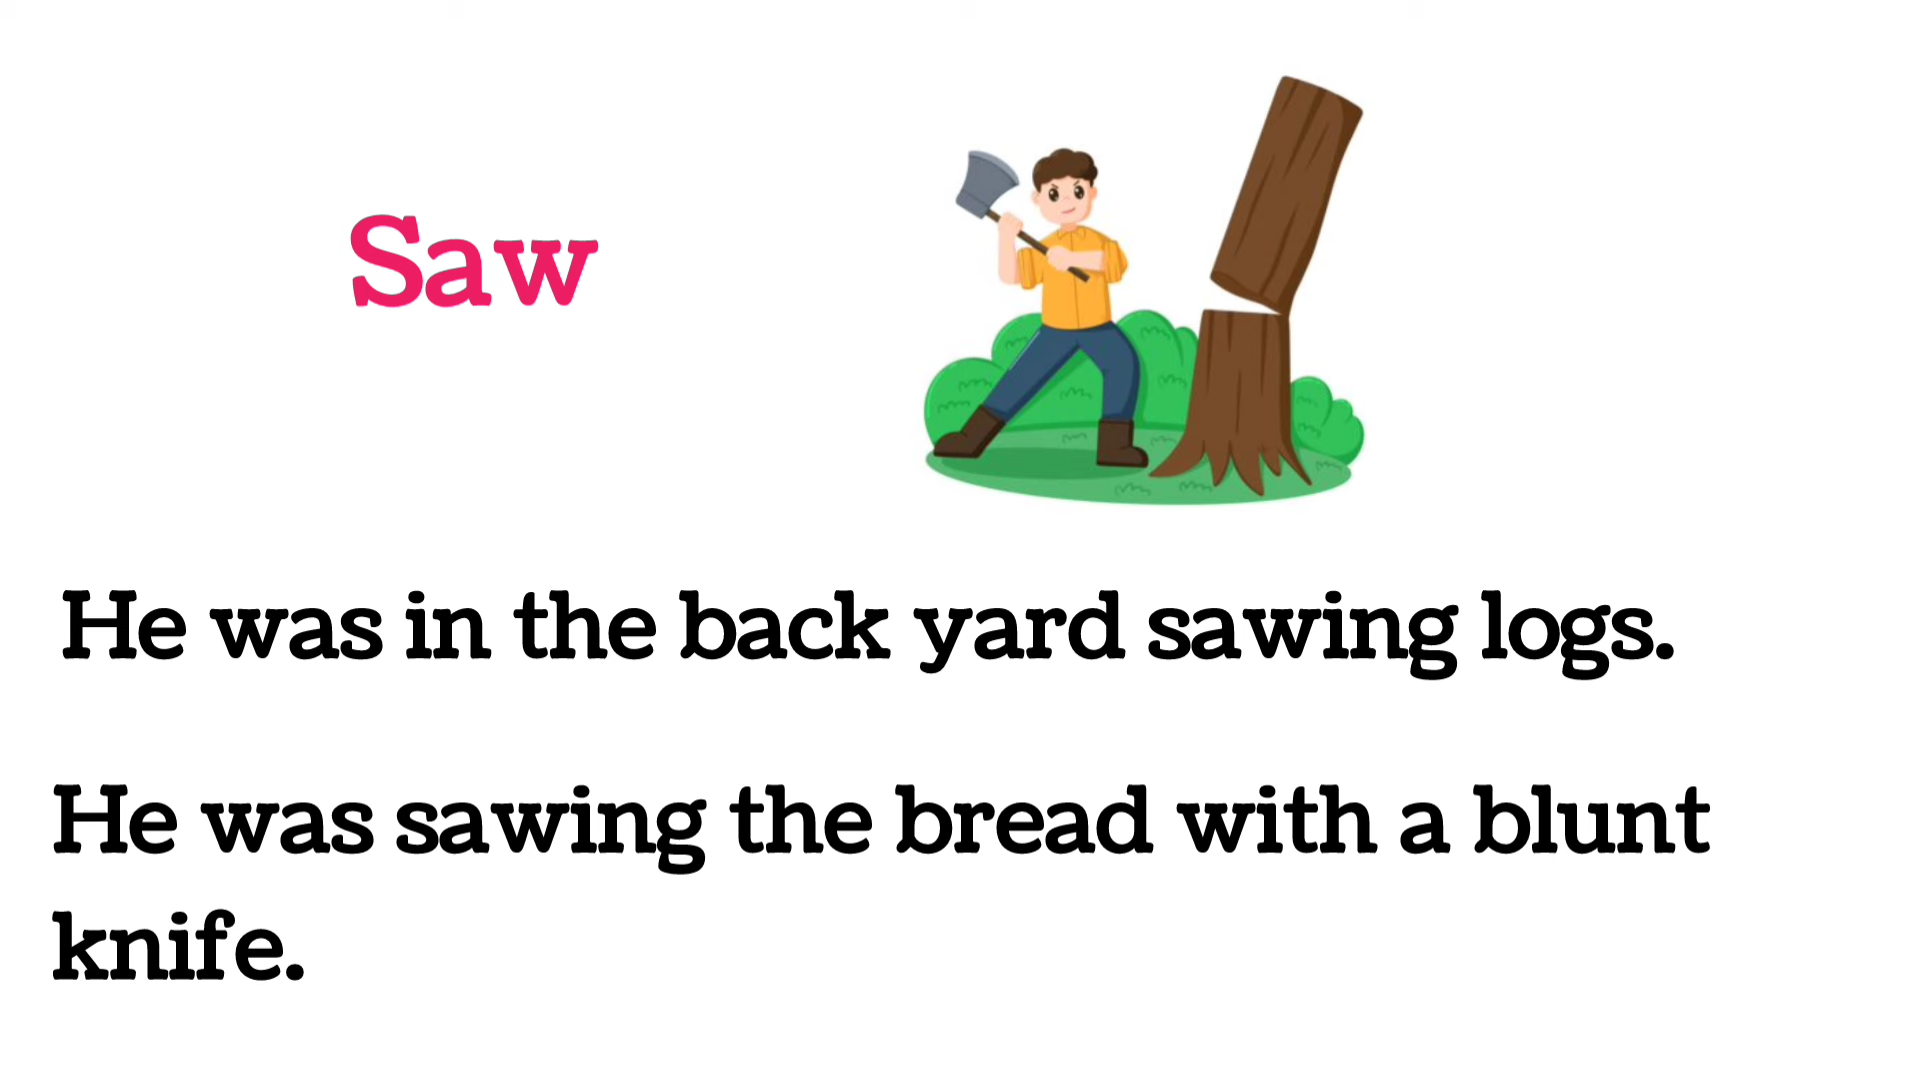 Saw
He was in the back yard sawing logs.
He was sawing the bread with a blunt
knife.